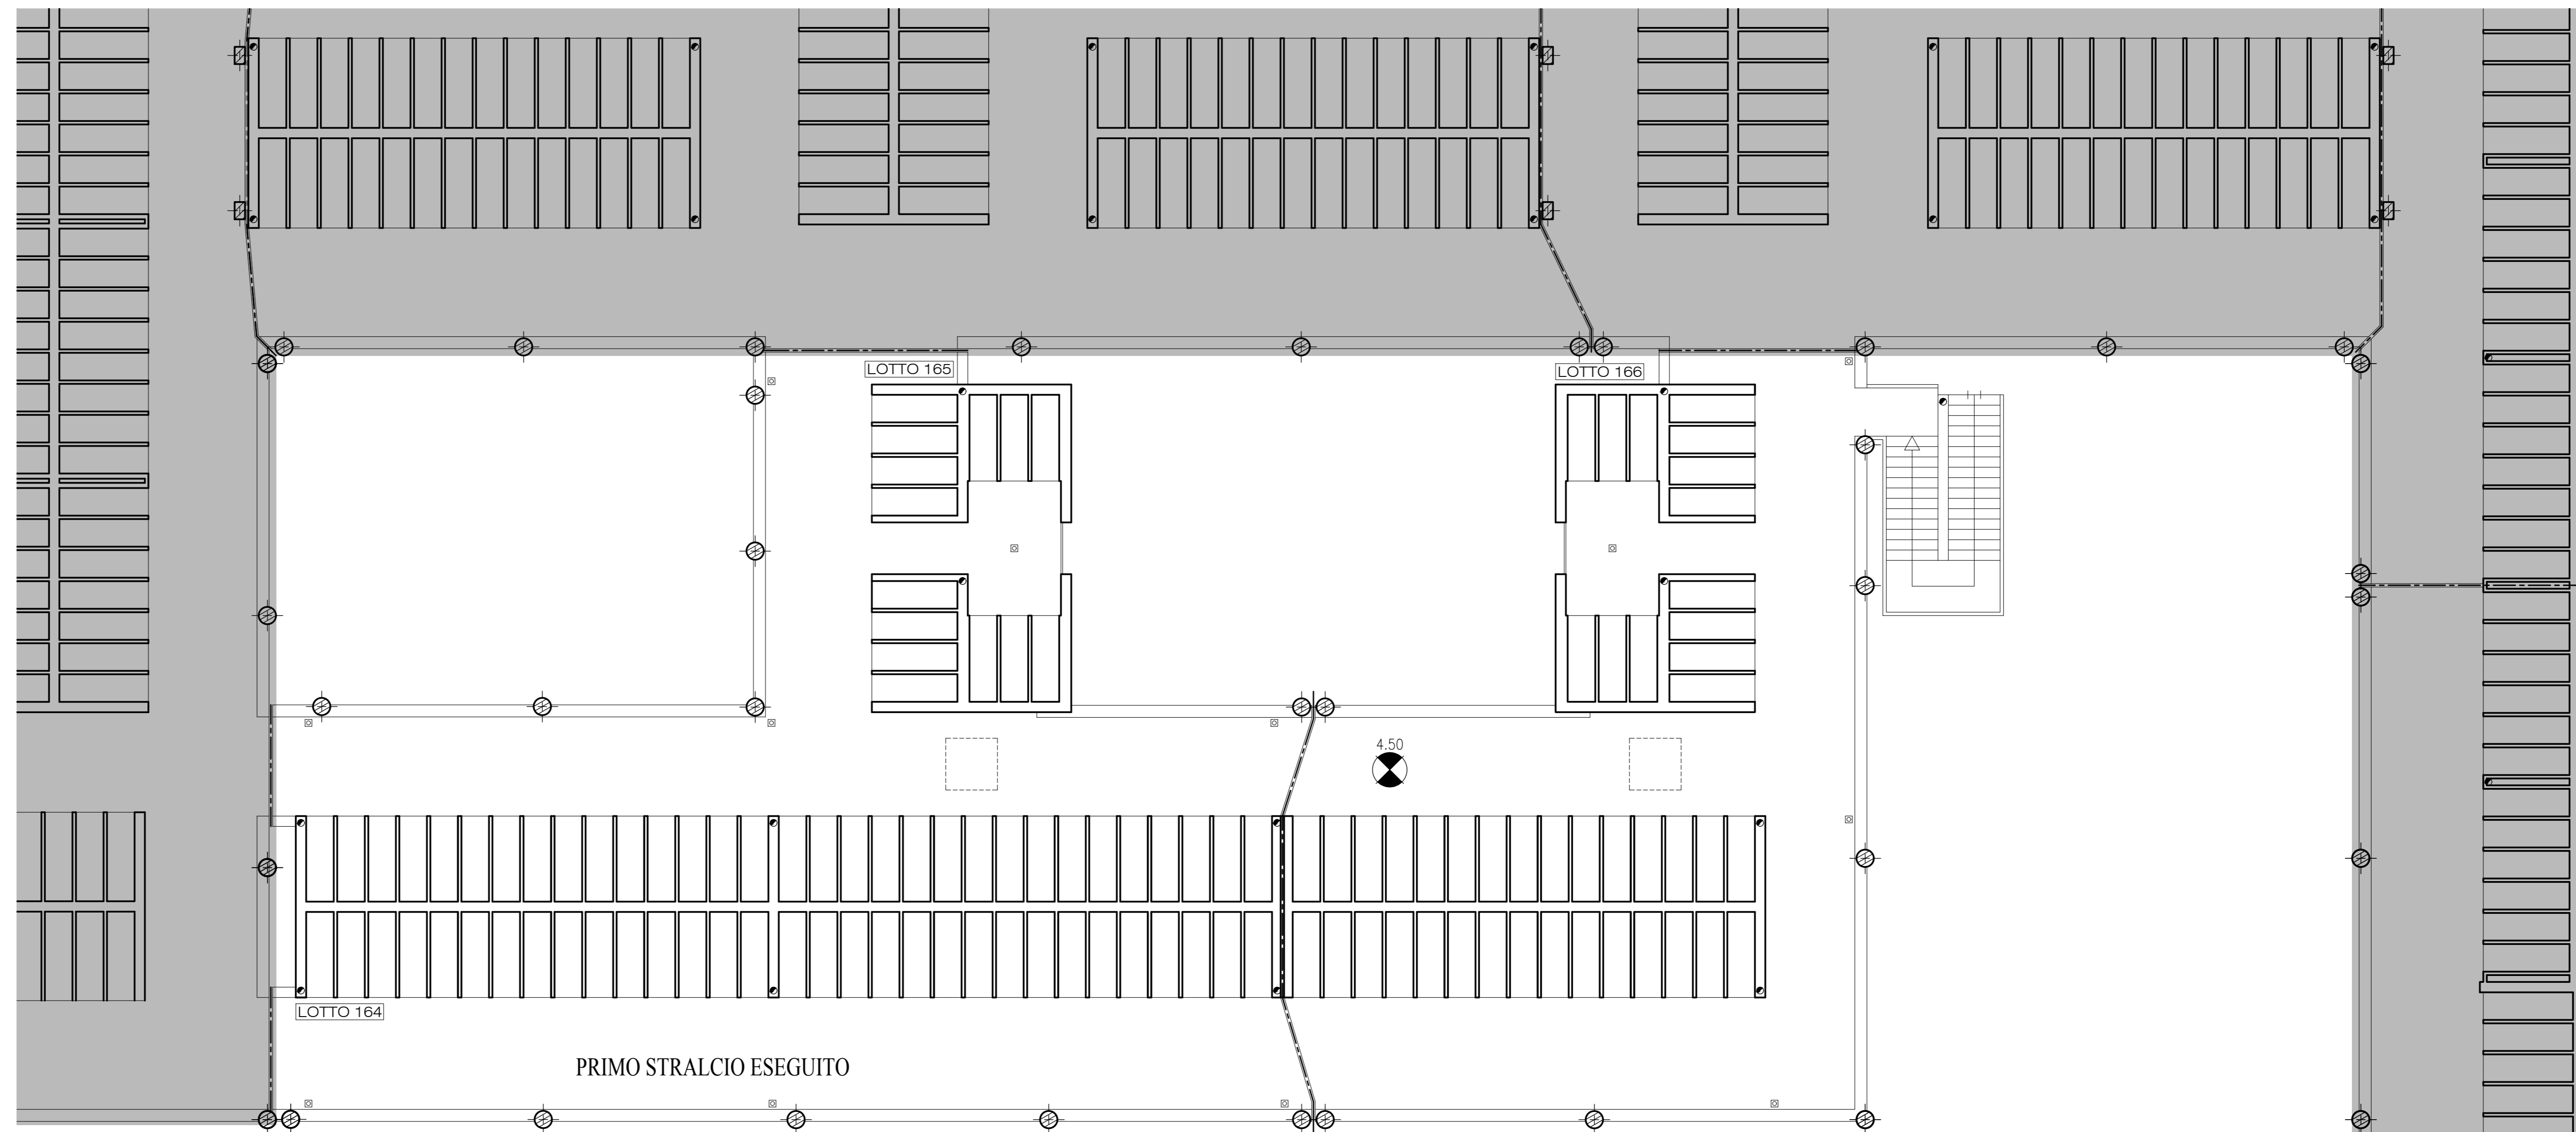 LOTTO 165
LOTTO 166
4.50
LOTTO 164
PRIMO STRALCIO ESEGUITO